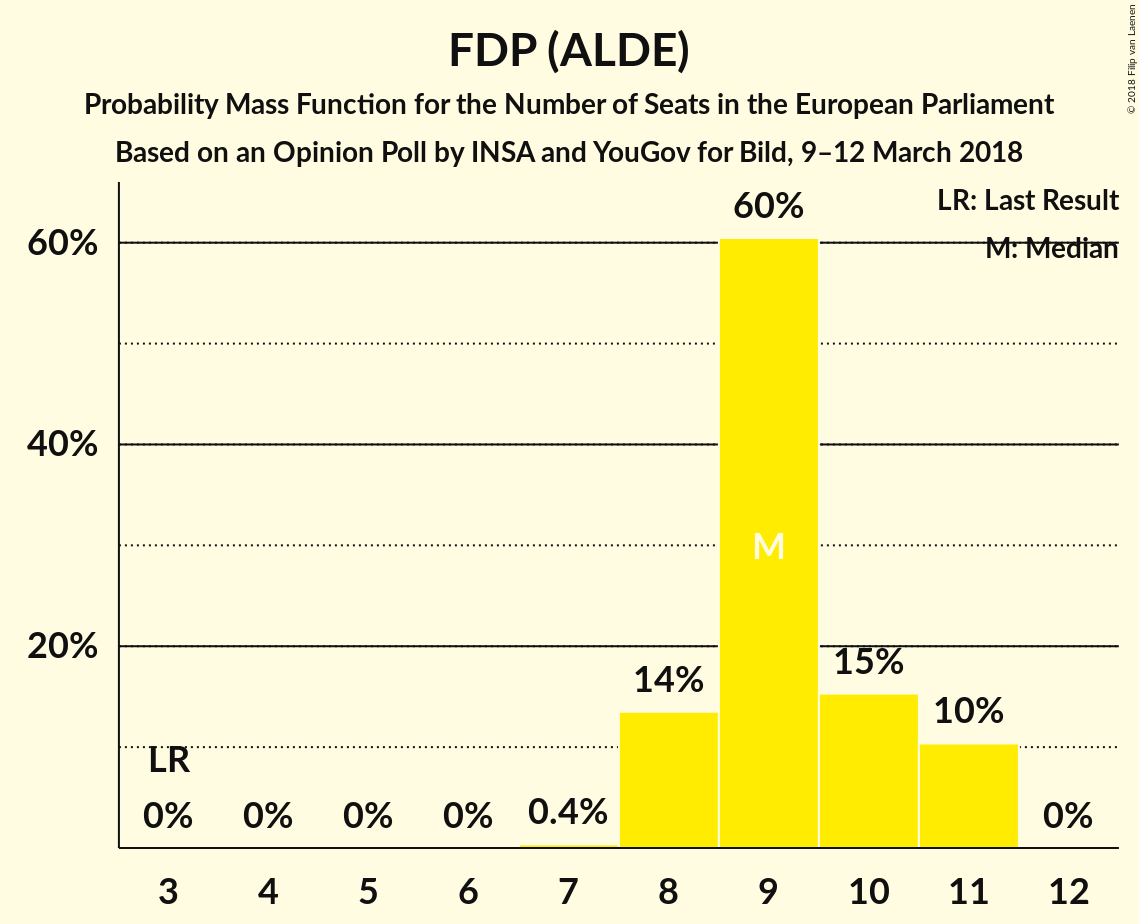 FDP (ALDE)
Probability Mass Function for the Number of Seats in the European Parliament
Based on an Opinion Poll by INSA and YouGov for Bild, 9–12 March 2018
© 2018 Filip van Laenen
LR: Last Result
M: Median
60%
40%
20%
LR
0%
0%
0%
0%
0.4%
14%
60%
M
15%
10%
0%
3 4 5 6 7 8 9 10 11 12